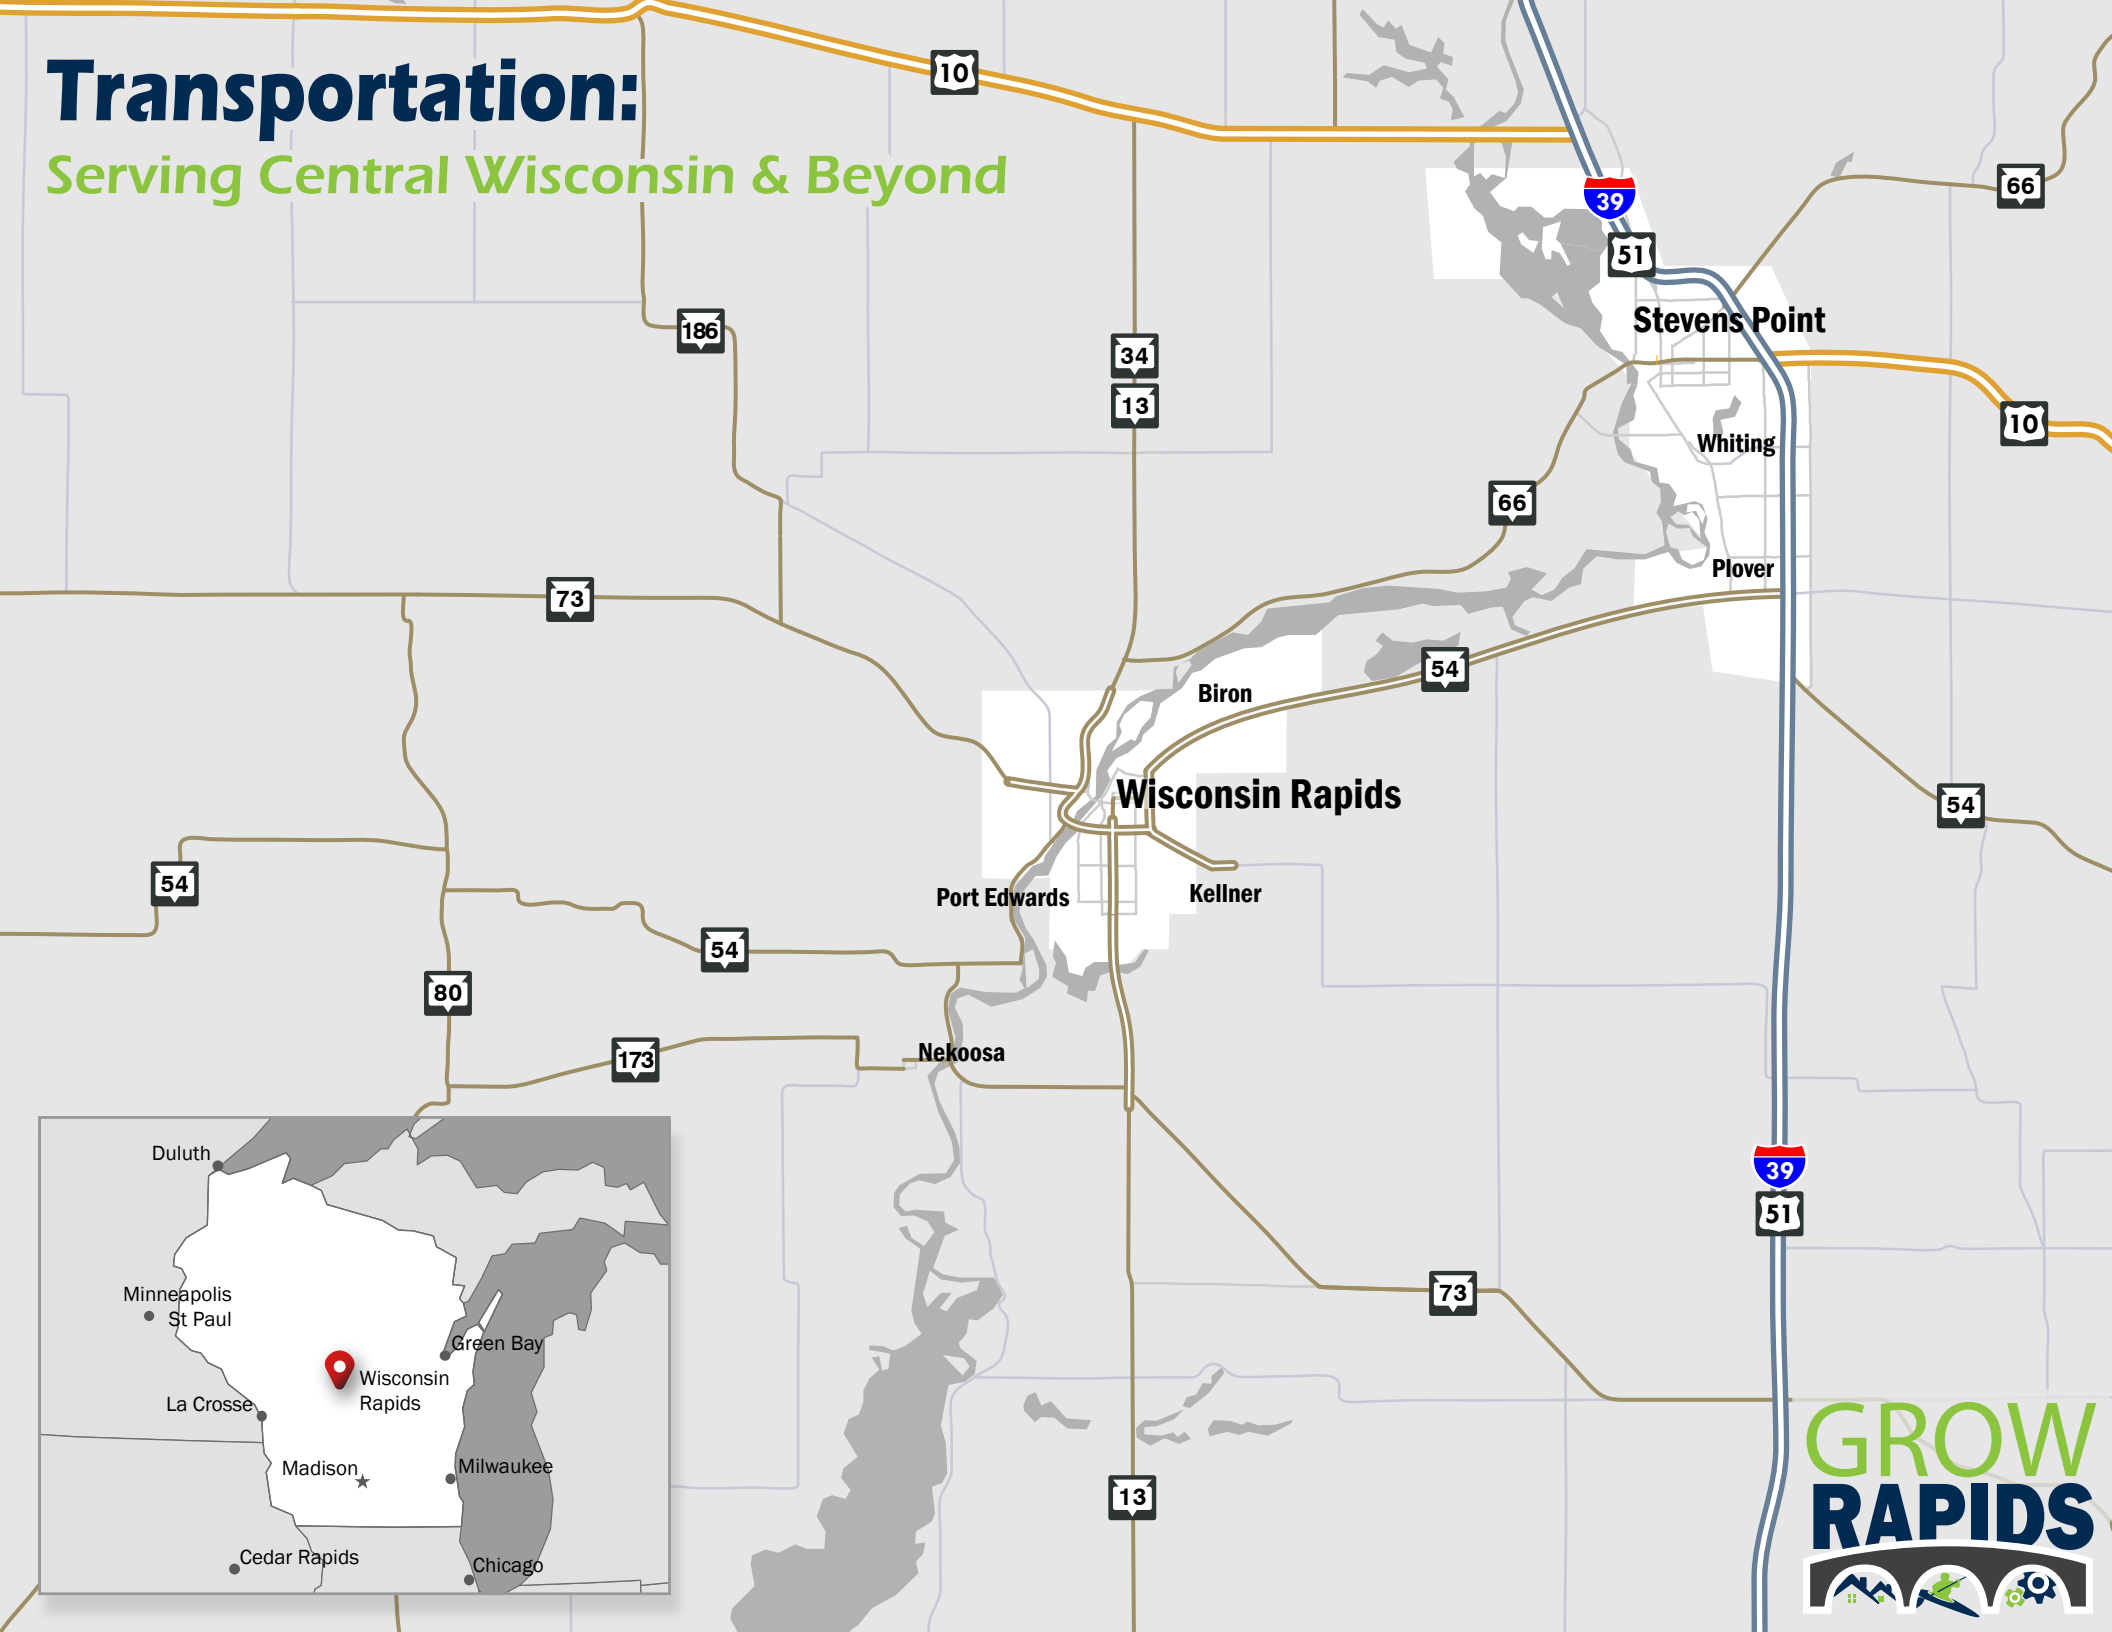 Transportation:
Serving Central Wisconsin & Beyond
10
39
51
66
186
Stevens Point
34
13
10
Whiting
66
Plover
73
54
Biron
Wisconsin Rapids
54
54
Port Edwards
Kellner
54
80
Nekoosa
173
39
51
73
13
Duluth
Minneapolis
St Paul
Green Bay
Wisconsin
Rapids
La Crosse
Madison
Milwaukee
Cedar Rapids
Chicago
GROW
RAPIDS